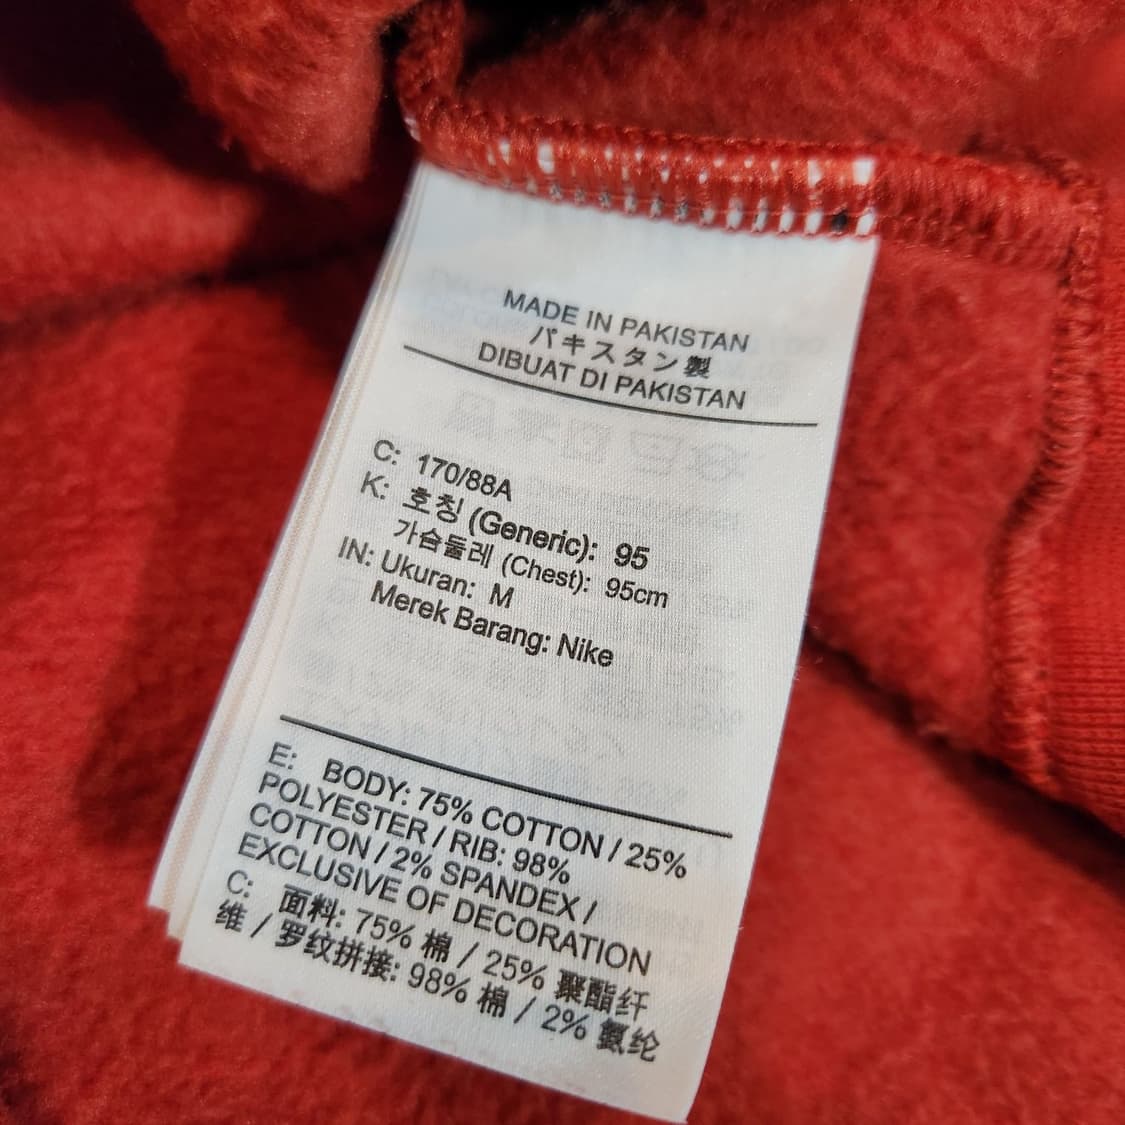 MADE IN PAKISTAN
パキスタン製
DIBUAT DI PAKISTAN
C: 170/88A
K: 호칭 (Generic): 95
가슴둘레 (Chest): 95cm
IN: Ukuran: M
Merek Barang: Nike
E: BODY: 75% COTTON / 25%
POLYESTER / RIB: 98%
COTTON / 2% SPANDEX /
EXCLUSIVE OF DECORATION
C: 面料: 75% 棉 / 25% 聚酯纤
维 / 罗纹拼接: 98% 棉 / 2% 氨纶